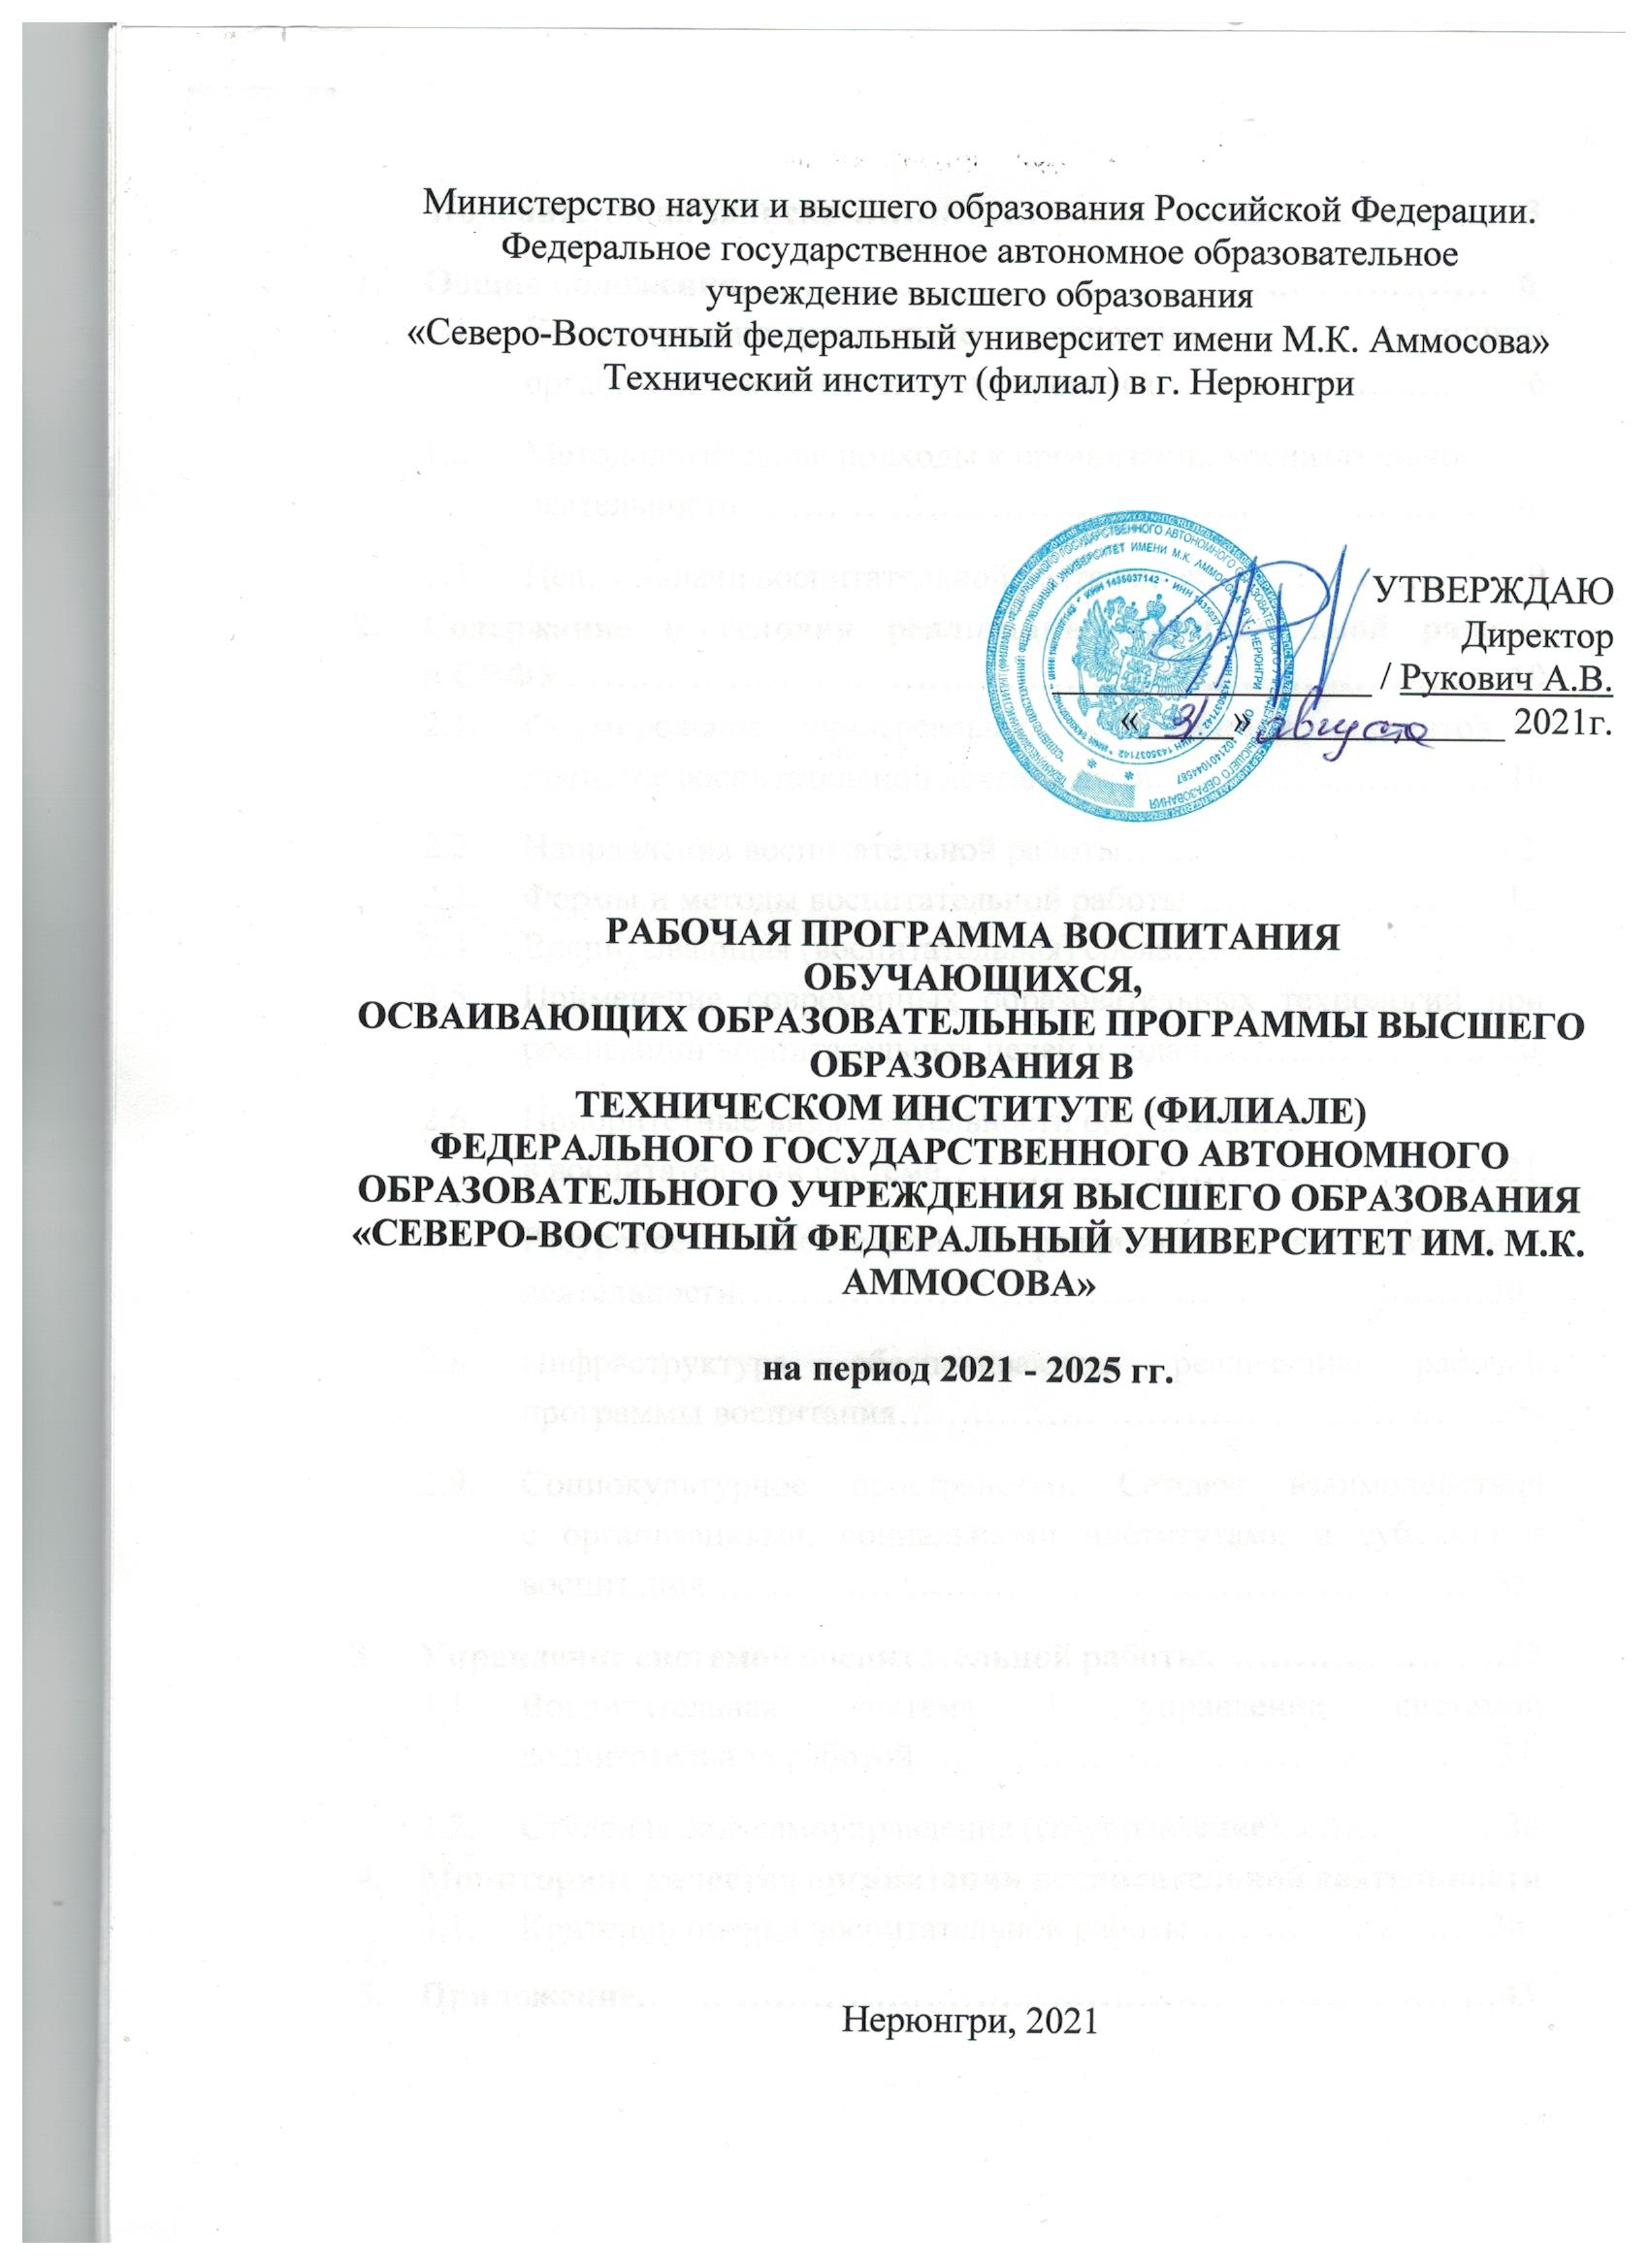 Министерство науки и высшего образования Российской Федерации.
Федеральное государственное автономное образовательное
учреждение высшего образования
«Северо-Восточный федеральный университет имени М.К. Аммосова»
Технический институт (филиал) в г. Нерюнгри
УТВЕРЖДАЮ
Директор
/ Рукович А.В.
« 31 » августа 2021г.
РАБОЧАЯ ПРОГРАММА ВОСПИТАНИЯ
ОБУЧАЮЩИХСЯ,
ОСВАИВАЮЩИХ ОБРАЗОВАТЕЛЬНЫЕ ПРОГРАММЫ ВЫСШЕГО
ОБРАЗОВАНИЯ В
ТЕХНИЧЕСКОМ ИНСТИТУТЕ (ФИЛИАЛЕ)
ФЕДЕРАЛЬНОГО ГОСУДАРСТВЕННОГО АВТОНОМНОГО
ОБРАЗОВАТЕЛЬНОГО УЧРЕЖДЕНИЯ ВЫСШЕГО ОБРАЗОВАНИЯ
«СЕВЕРО-ВОСТОЧНЫЙ ФЕДЕРАЛЬНЫЙ УНИВЕРСИТЕТ ИМ. М.К.
АММОСОВА»
на период 2021 - 2025 гг.
Нерюнгри, 2021